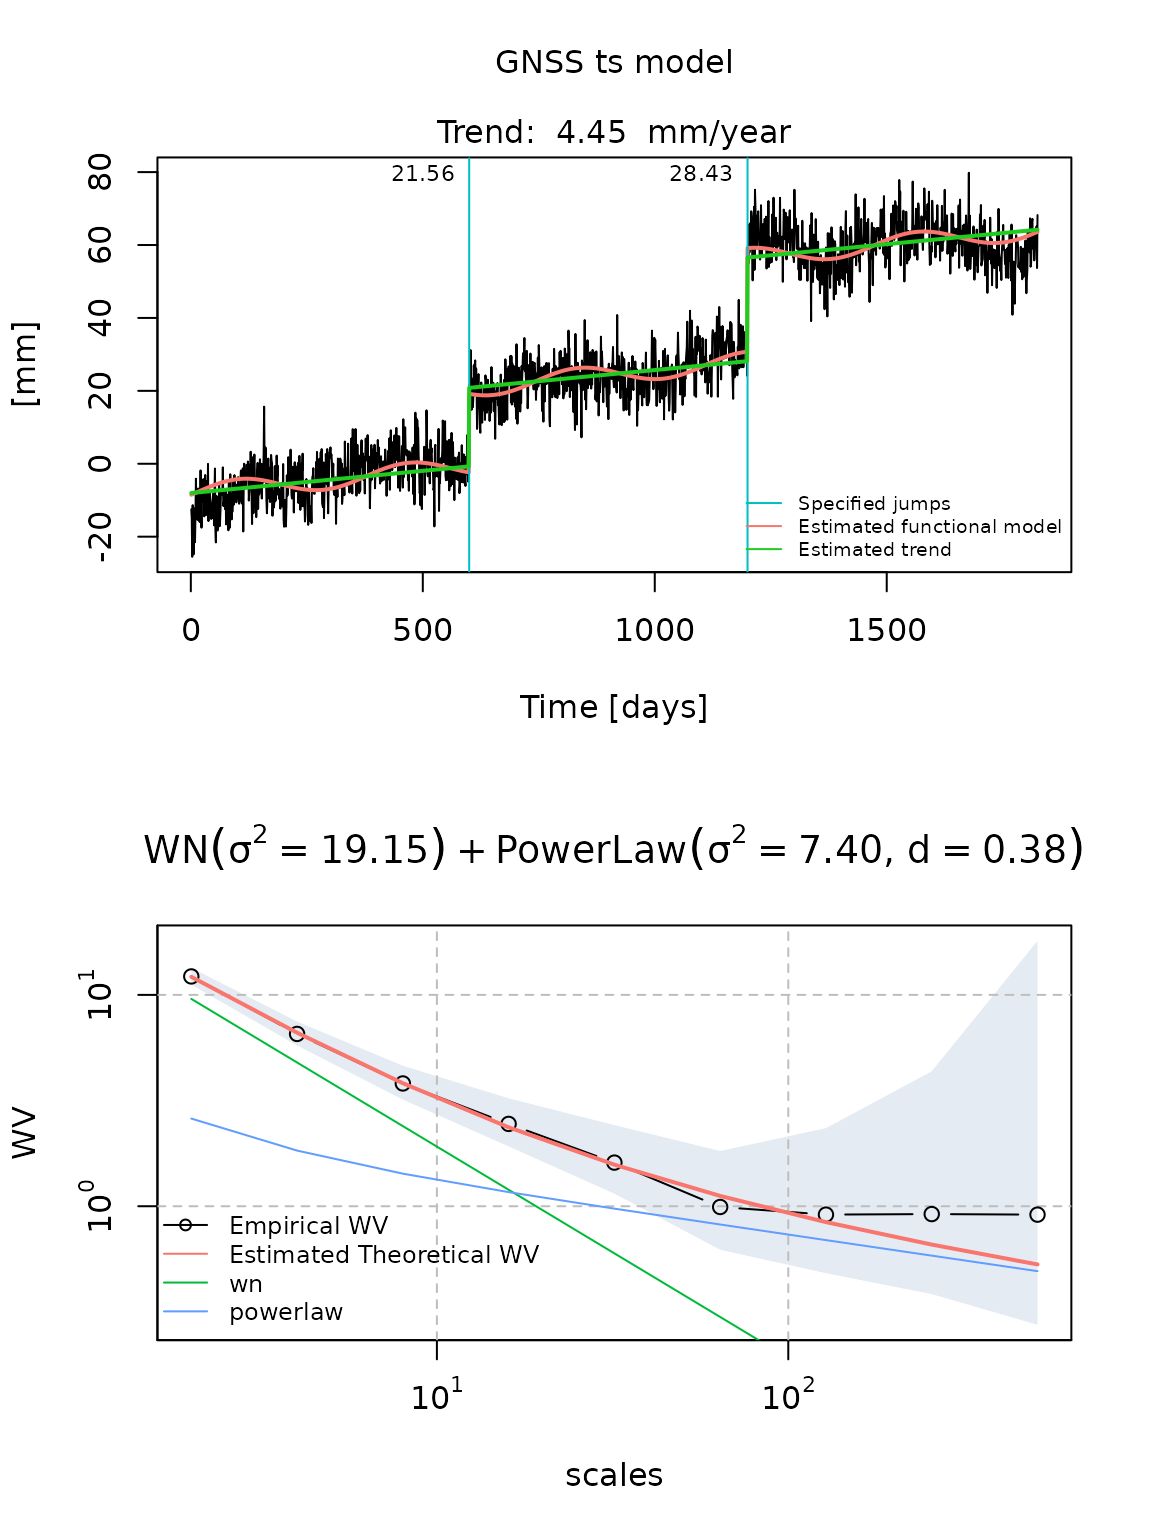 GNSS ts model
Trend: 4.45 mm/year
21.56
28.43
80
60
40
20
0
-20
[mm]
Specified jumps
Estimated functional model
Estimated trend
0 500 1000 1500
Time [days]
WN(σ² = 19.15) + PowerLaw(σ² = 7.40, d = 0.38)
10¹
10⁰
WV
Empirical WV
Estimated Theoretical WV
wn
powerlaw
10¹ 10²
scales